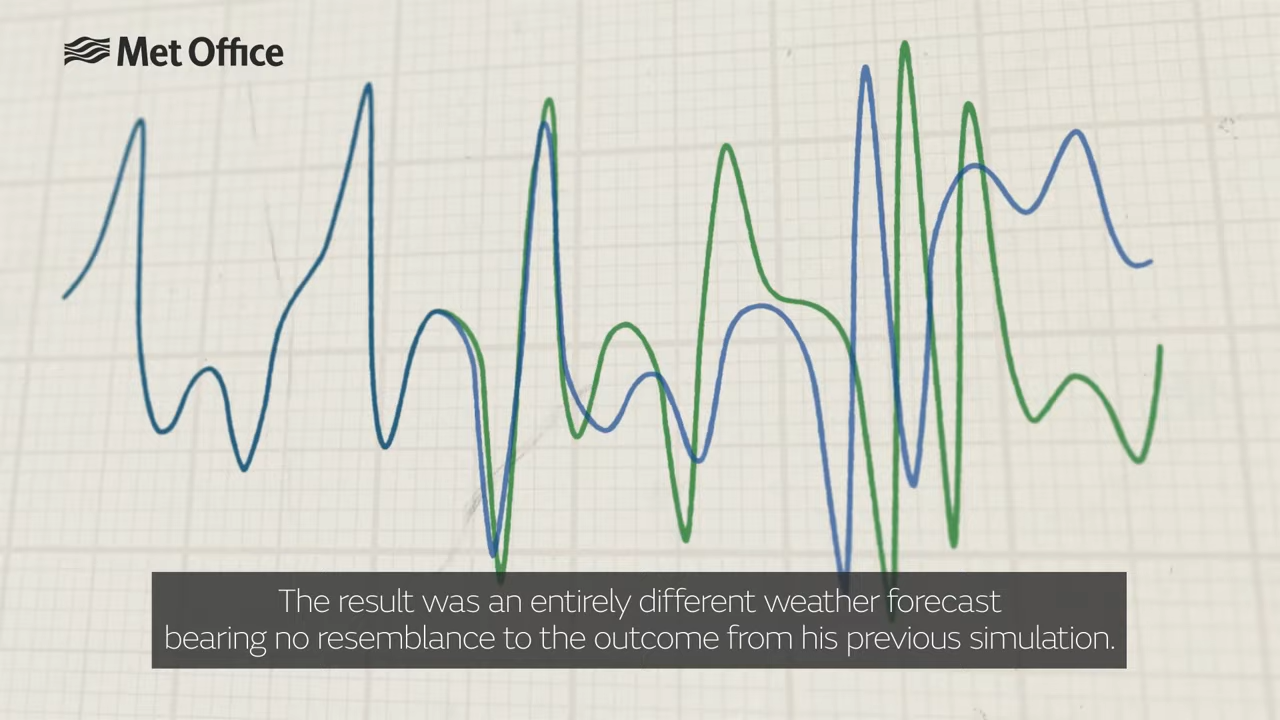 Met Office
The result was an entirely different weather forecast
bearing no resemblance to the outcome from his previous simulation.